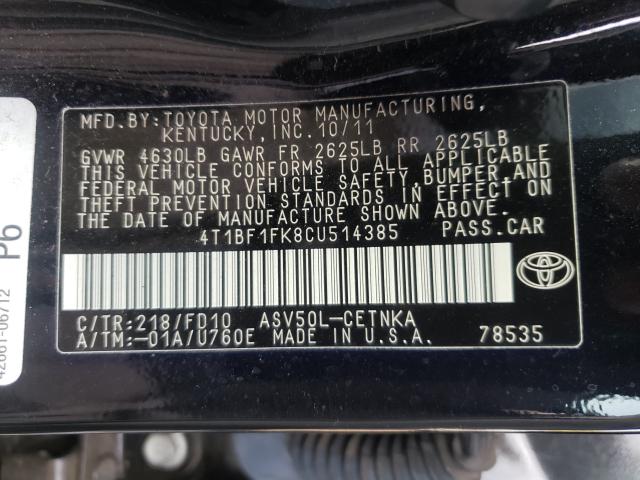 MFD.BY:TOYOTA MOTOR MANUFACTURING,
KENTUCKY,INC.10/11
GVWR 4630LB GAWR FR 2625LB RR 2625LB
THIS VEHICLE CONFORMS TO ALL APPLICABLE
FEDERAL MOTOR VEHICLE SAFETY,BUMPER,AND
THEFT PREVENTION STANDARDS IN EFFECT ON
THE DATE OF MANUFACTURE SHOWN ABOVE.
4T1BF1FK8CU514385 PASS.CAR
C/TR:218/FD10 ASV50L-CETNKA
A/TM:-01A/U760E MADE IN U.S.A. 78535
P6
42661-06712